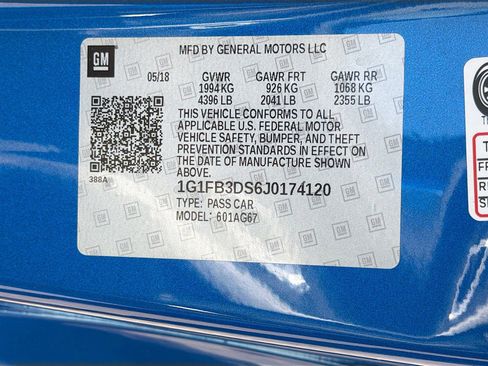 GM
MFD BY GENERAL MOTORS LLC
05/18 GVWR GAWR FRT GAWR RR
1994 KG 926 KG 1068 KG
4396 LB 2041 LB 2355 LB
THIS VEHICLE CONFORMS TO ALL
APPLICABLE U.S. FEDERAL MOTOR
VEHICLE SAFETY, BUMPER, AND THEFT
PREVENTION STANDARDS IN EFFECT ON
THE DATE OF MANUFACTURE SHOWN ABOVE.
388A
1G1FB3DS6J0174120
TYPE: PASS CAR
MODEL: 601AG67